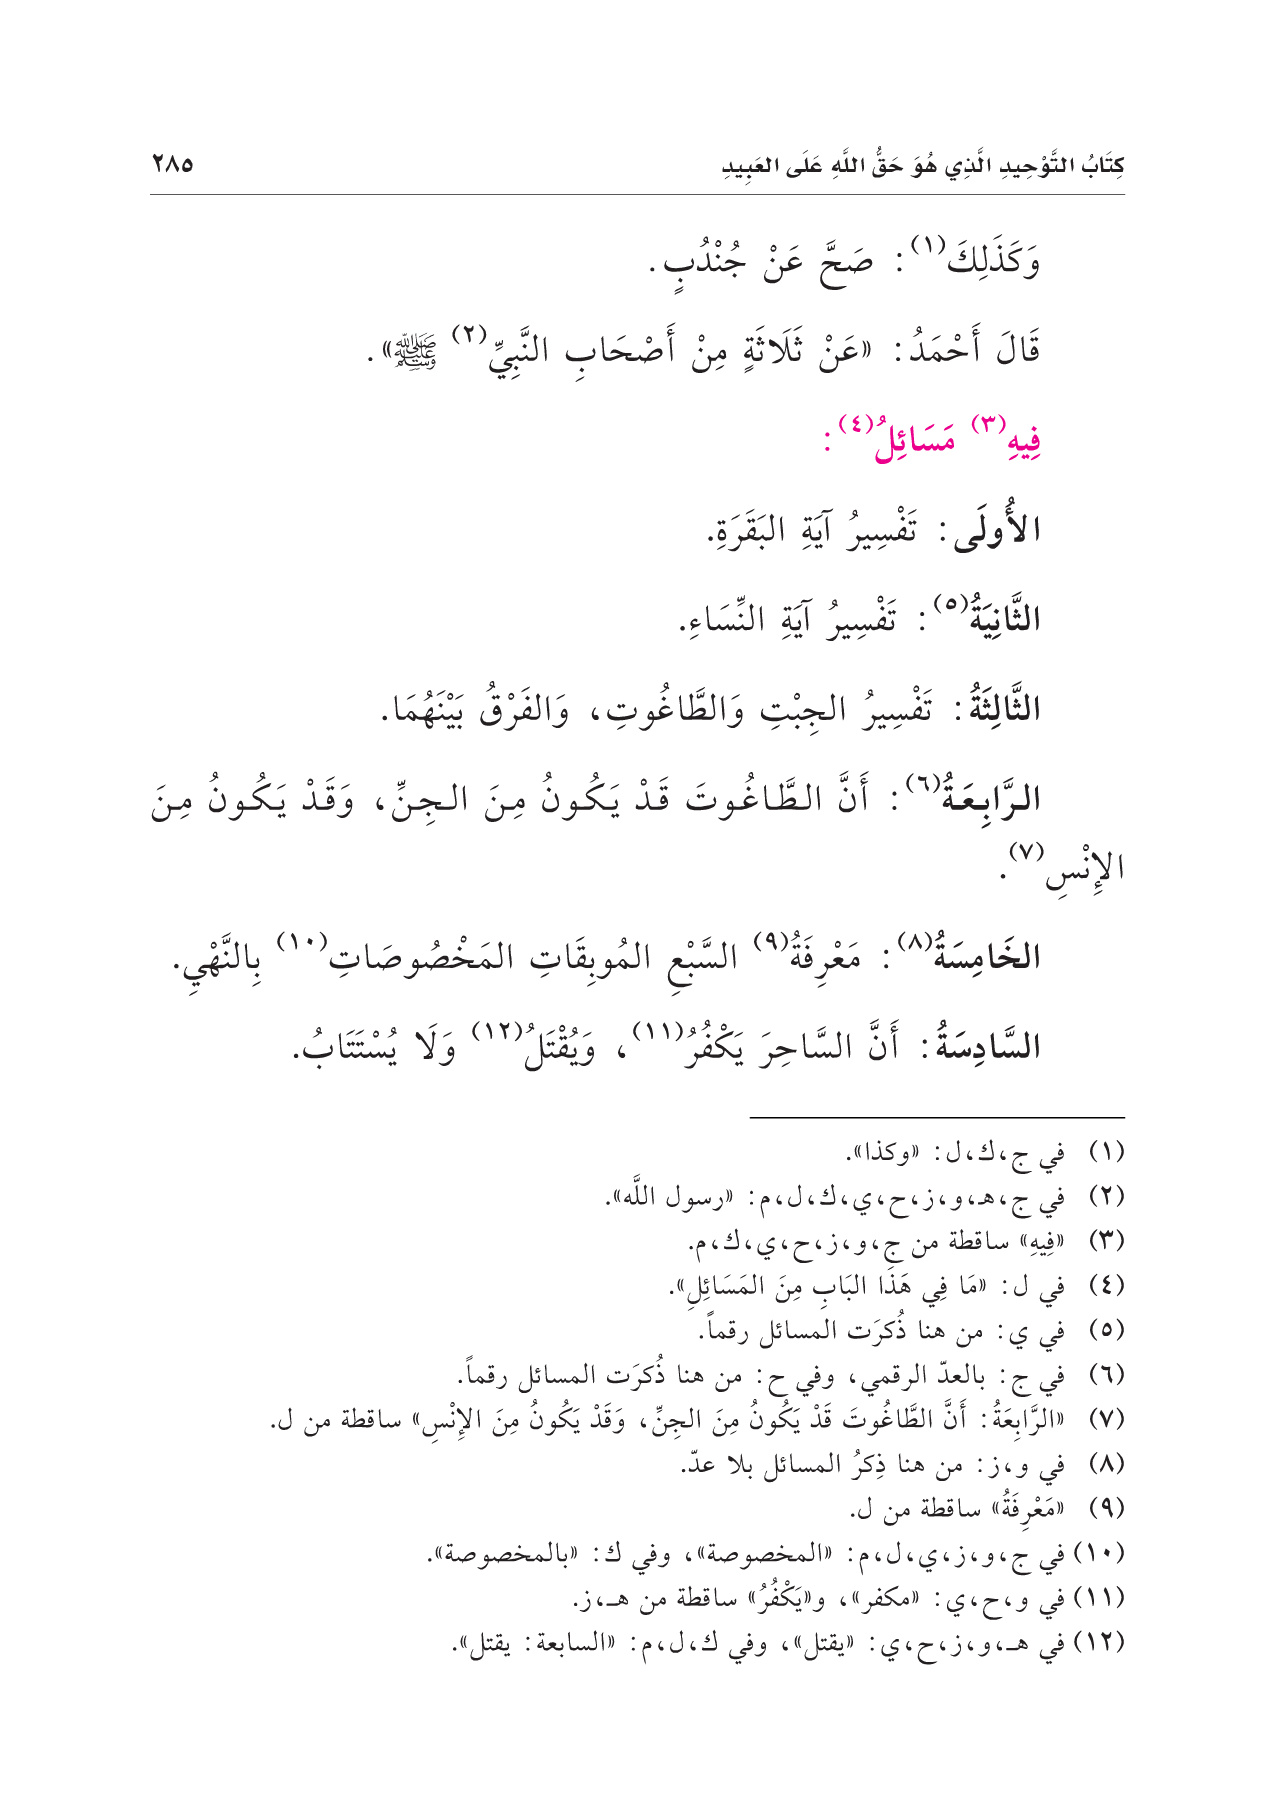 كِتَابُ التَّوْحِيدِ الَّذِي هُوَ حَقُّ اللَّهِ عَلَى العَبِيدِ ٢٨٥
وَكَذَلِكَ(١): صَحَّ عَنْ جُنْدُبٍ.
قَالَ أَحْمَدُ: «عَنْ ثَلَاثَةٍ مِنْ أَصْحَابِ النَّبِيِّ(٢) ﷺ».
فِيهِ(٣) مَسَائِلُ(٤):
الأُولَى: تَفْسِيرُ آيَةِ البَقَرَةِ.
الثَّانِيَةُ(٥): تَفْسِيرُ آيَةِ النِّسَاءِ.
الثَّالِثَةُ: تَفْسِيرُ الجِبْتِ وَالطَّاغُوتِ، وَالفَرْقُ بَيْنَهُمَا.
الرَّابِعَةُ(٦): أَنَّ الطَّاغُوتَ قَدْ يَكُونُ مِنَ الجِنِّ، وَقَدْ يَكُونُ مِنَ
الإِنْسِ(٧).
الخَامِسَةُ(٨): مَعْرِفَةُ(٩) السَّبْعِ المُوبِقَاتِ المَخْصُوصَاتِ(١٠) بِالنَّهْيِ.
السَّادِسَةُ: أَنَّ السَّاحِرَ يَكْفُرُ(١١)، وَيُقْتَلُ(١٢) وَلَا يُسْتَتَابُ.
(١) في ج، ك، ل: «وكذا».
(٢) في ج، هـ، و، ز، ح، ي، ك، ل، م: «رسول اللَّه».
(٣) «فِيهِ» ساقطة من ج، و، ز، ح، ي، ك، م.
(٤) في ل: «مَا فِي هَذَا البَابِ مِنَ المَسَائِلِ».
(٥) في ي: من هنا ذُكرَت المسائل رقماً.
(٦) في ج: بالعدّ الرقمي، وفي ح: من هنا ذُكرَت المسائل رقماً.
(٧) «الرَّابِعَةُ: أَنَّ الطَّاغُوتَ قَدْ يَكُونُ مِنَ الجِنِّ، وَقَدْ يَكُونُ مِنَ الإِنْسِ» ساقطة من ل.
(٨) في و، ز: من هنا ذِكرُ المسائل بلا عدّ.
(٩) «مَعْرِفَةُ» ساقطة من ل.
(١٠) في ج، و، ز، ي، ل، م: «المخصوصة»، وفي ك: «بالمخصوصة».
(١١) في و، ح، ي: «مكفر»، و«يَكْفُرُ» ساقطة من هـ، ز.
(١٢) في هـ، و، ز، ح، ي: «يقتل»، وفي ك، ل، م: «السابعة: يقتل».